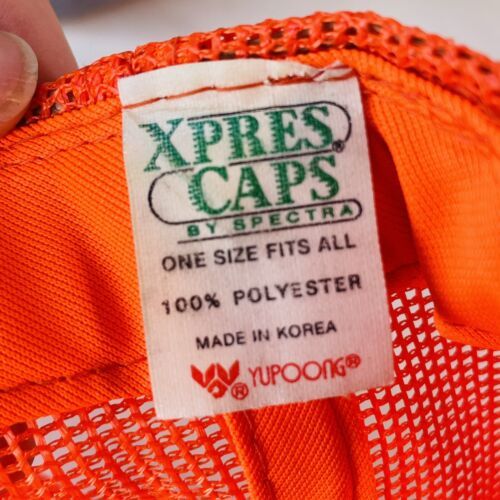 XPRES®
CAPS
BY SPECTRA
ONE SIZE FITS ALL
100% POLYESTER
MADE IN KOREA
® YUPOONG®